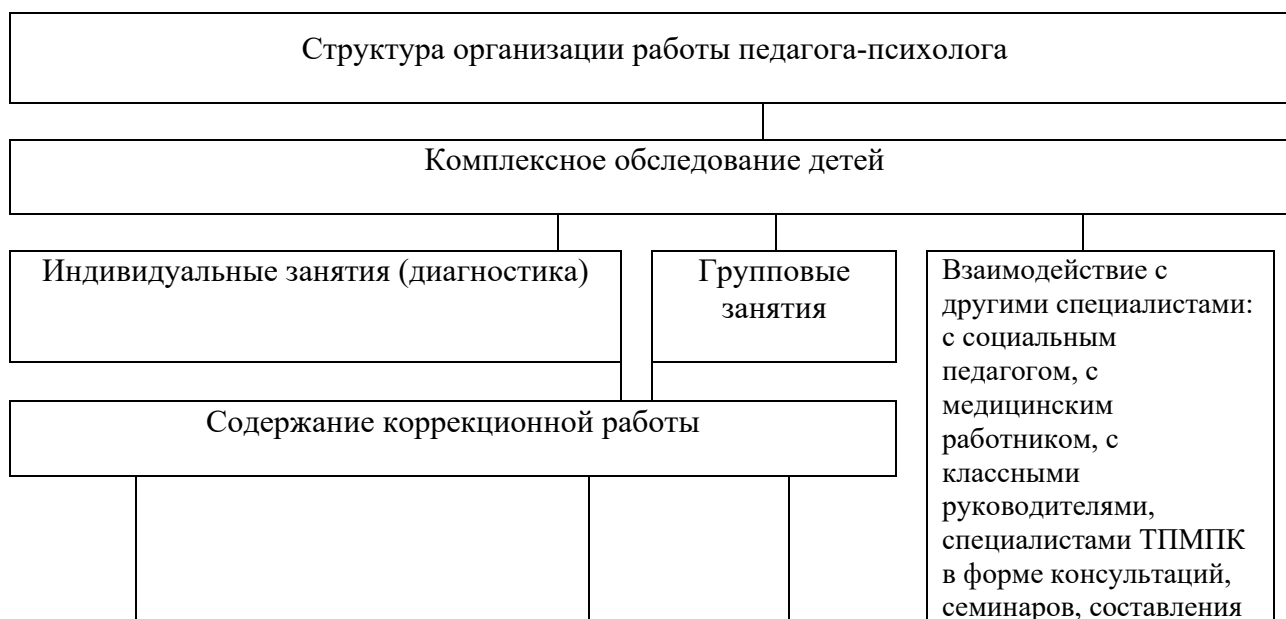 Структура организации работы педагога-психолога
Комплексное обследование детей
Индивидуальные занятия (диагностика)
Групповые
занятия
Взаимодействие с
другими специалистами:
с социальным
педагогом, с
медицинским
работником, с
классными
руководителями,
специалистами ТПМПК
в форме консультаций,
семинаров, составления
Содержание коррекционной работы